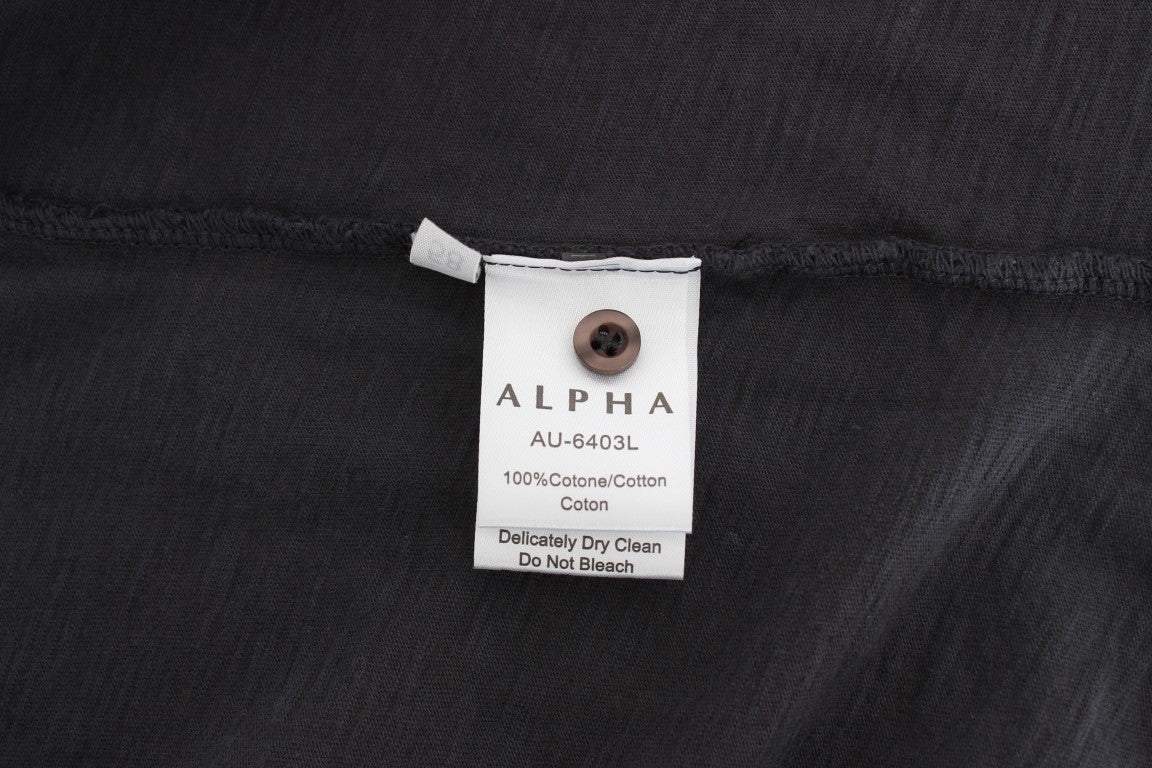 ALPHA
AU-6403L
100%Cotone/Cotton
Coton
Delicately Dry Clean
Do Not Bleach